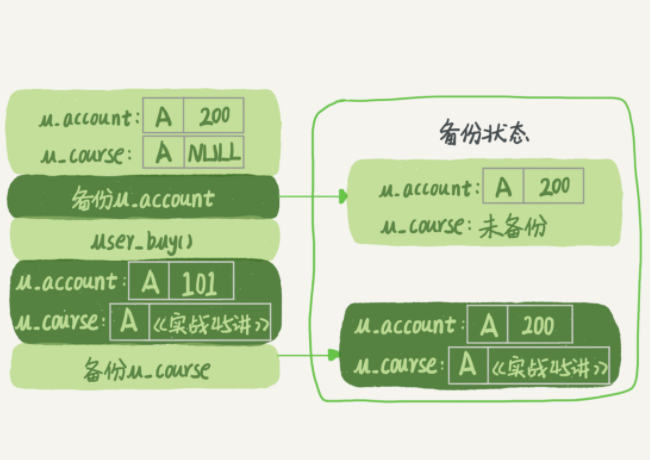 u_account: A 200
u_course: A NULL
备份u_account
user_buy()
u_account: A 101
u_course: A 《实战45讲》
备份u_course
备份状态
u_account: A 200
u_course: 未备份
u_account: A 200
u_course: A 《实战45讲》